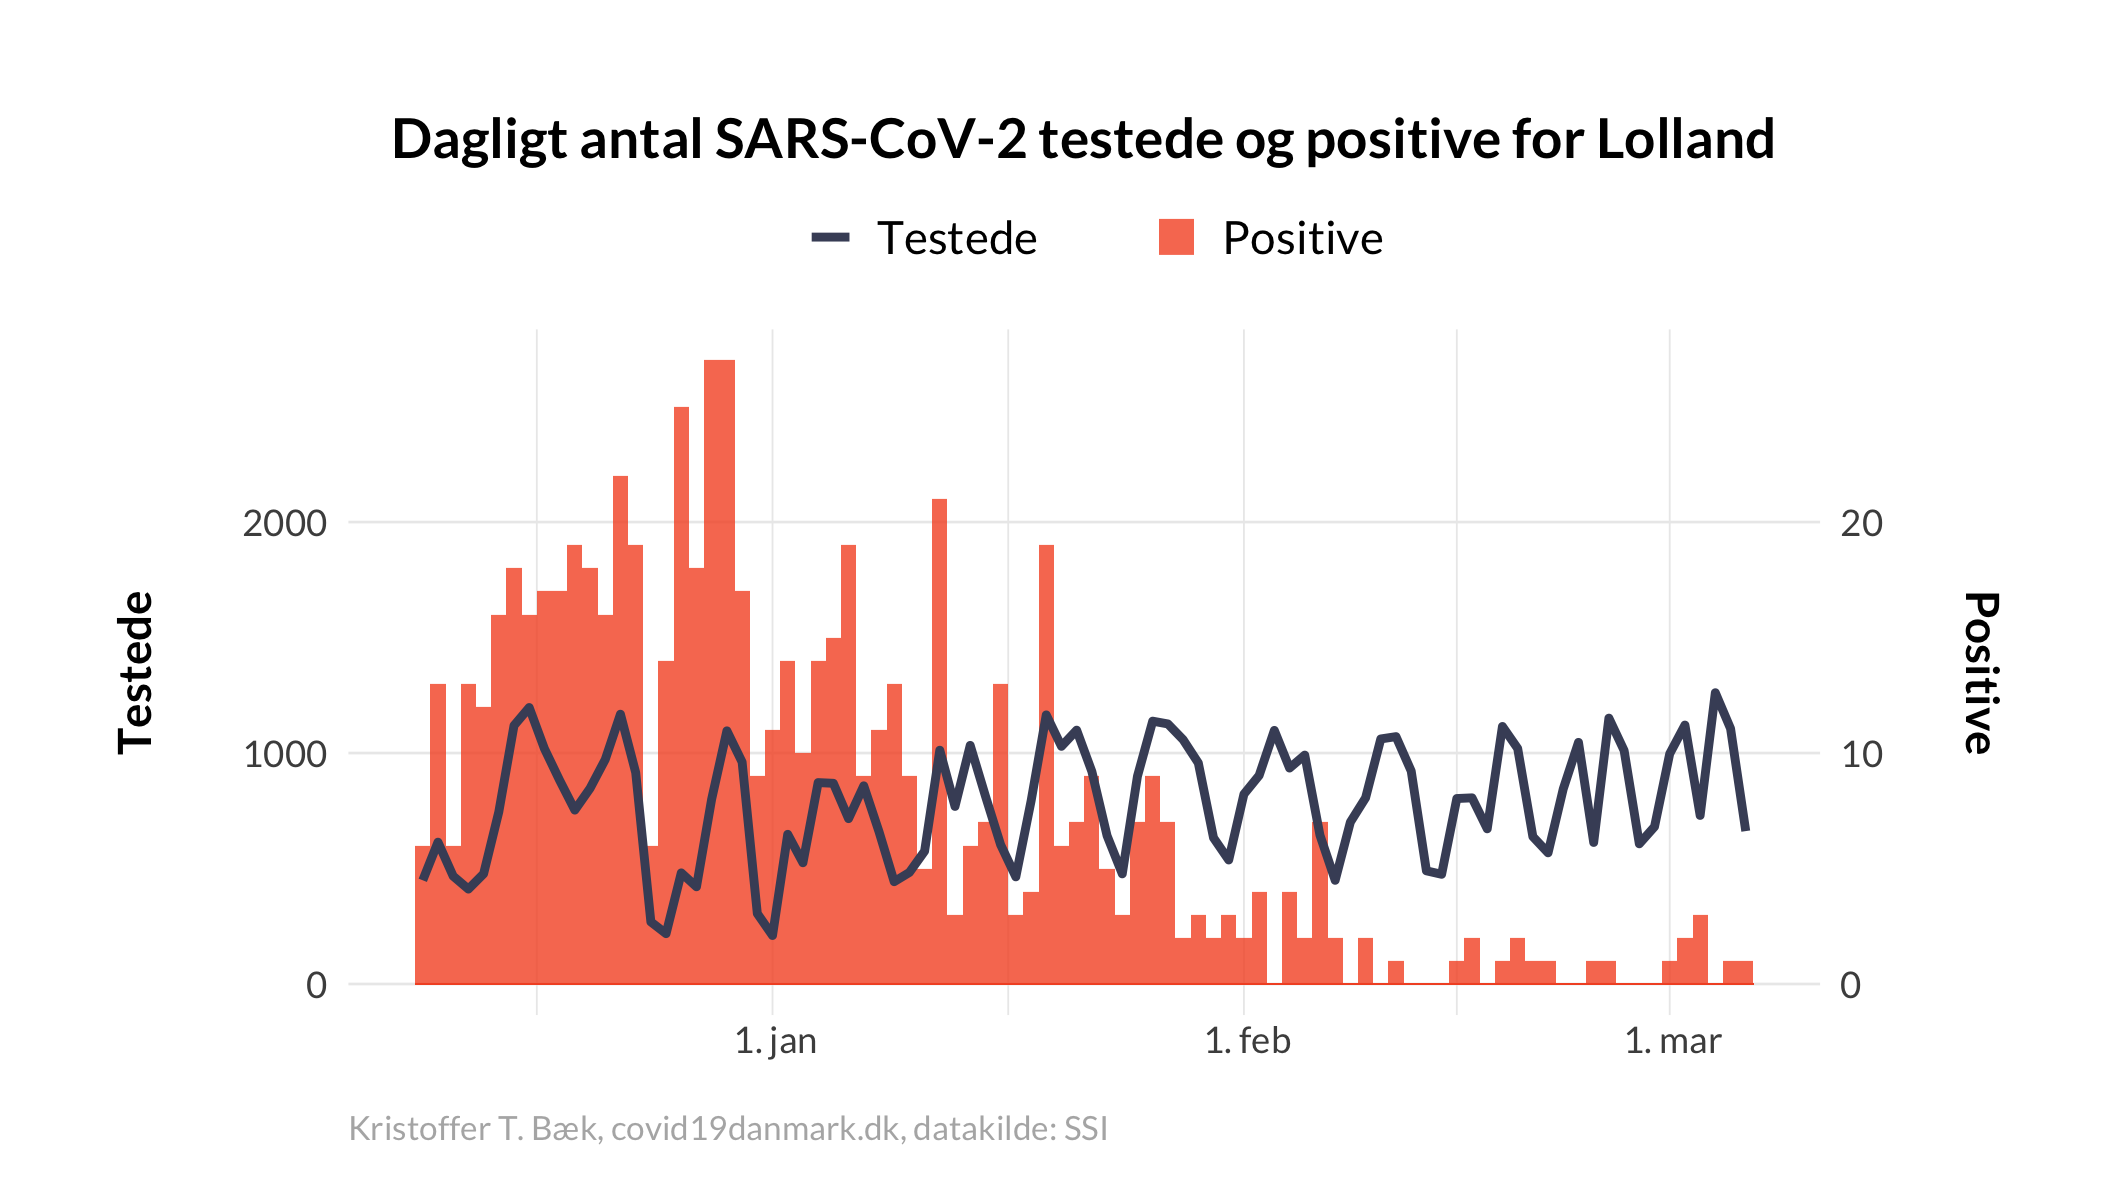 Dagligt antal SARS-CoV-2 testede og positive for Lolland
Testede Positive
2000 20
1000 10
0 0
Testede
Positive
1. jan 1. feb 1. mar
Kristoffer T. Bæk, covid19danmark.dk, datakilde: SSI